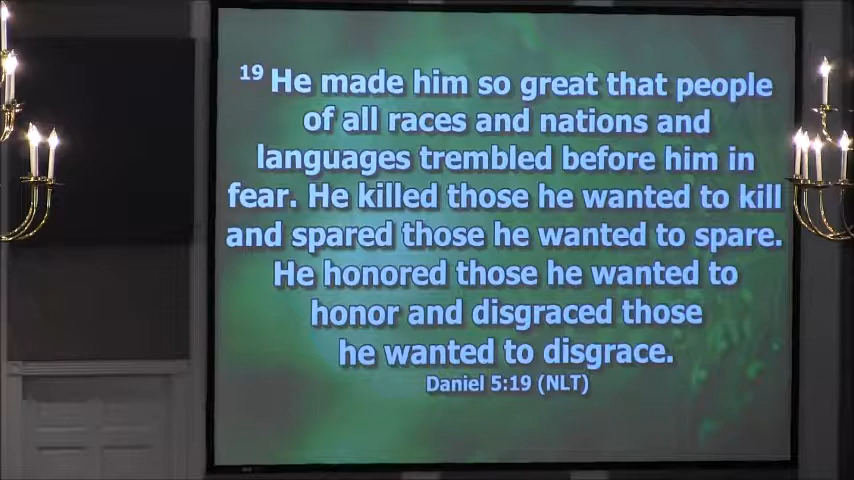 19 He made him so great that people
of all races and nations and
languages trembled before him in
fear. He killed those he wanted to kill
and spared those he wanted to spare.
He honored those he wanted to
honor and disgraced those
he wanted to disgrace.
Daniel 5:19 (NLT)